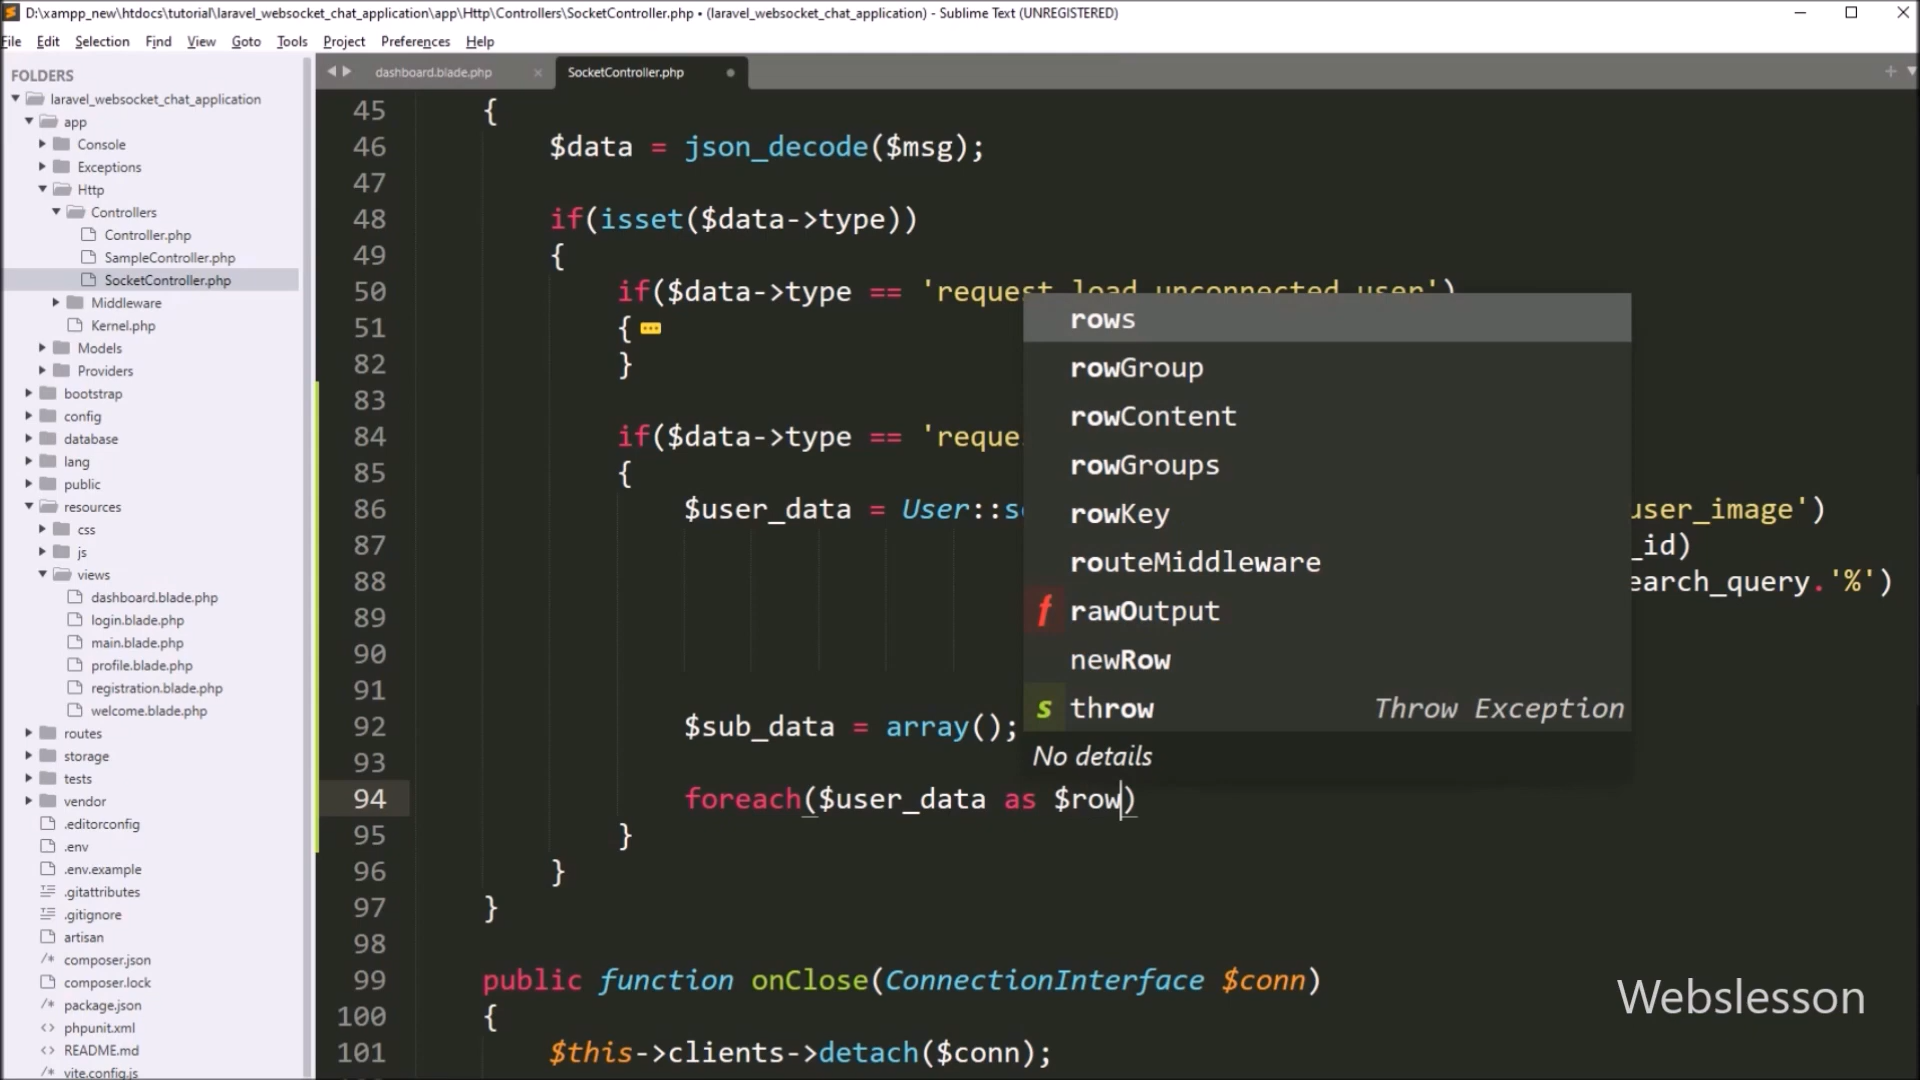 D:\xampp_new\htdocs\tutorial\laravel_websocket_chat_application\app\Http\Controllers\SocketController.php • (laravel_websocket_chat_application) - Sublime Text (UNREGISTERED)
File Edit Selection Find View Goto Tools Project Preferences Help
FOLDERS
laravel_websocket_chat_application
app
Console
Exceptions
Http
Controllers
Controller.php
SampleController.php
SocketController.php
Middleware
Kernel.php
Models
Providers
bootstrap
config
database
lang
public
resources
css
js
views
dashboard.blade.php
login.blade.php
main.blade.php
profile.blade.php
registration.blade.php
welcome.blade.php
routes
storage
tests
vendor
.editorconfig
.env
.env.example
.gitattributes
.gitignore
artisan
composer.json
composer.lock
package.json
phpunit.xml
README.md
vite.config.js
dashboard.blade.php
SocketController.php
45 {
46 $data = json_decode($msg);
47
48 if(isset($data->type))
49 {
50 if($data->type == 'request_load_unconnected_user')
51 {
82 }
83
84 if($data->type == 'reque
85 {
86 $user_data = User::s user_image')
87 _id)
88 earch_query.'%')
89
90
91
92 $sub_data = array();
93
94 foreach($user_data as $row)
95 }
96 }
97 }
98
99 public function onClose(ConnectionInterface $conn)
100 {
101 $this->clients->detach($conn);
rows
rowGroup
rowContent
rowGroups
rowKey
routeMiddleware
f rawOutput
newRow
s throw Throw Exception
No details
Webslesson